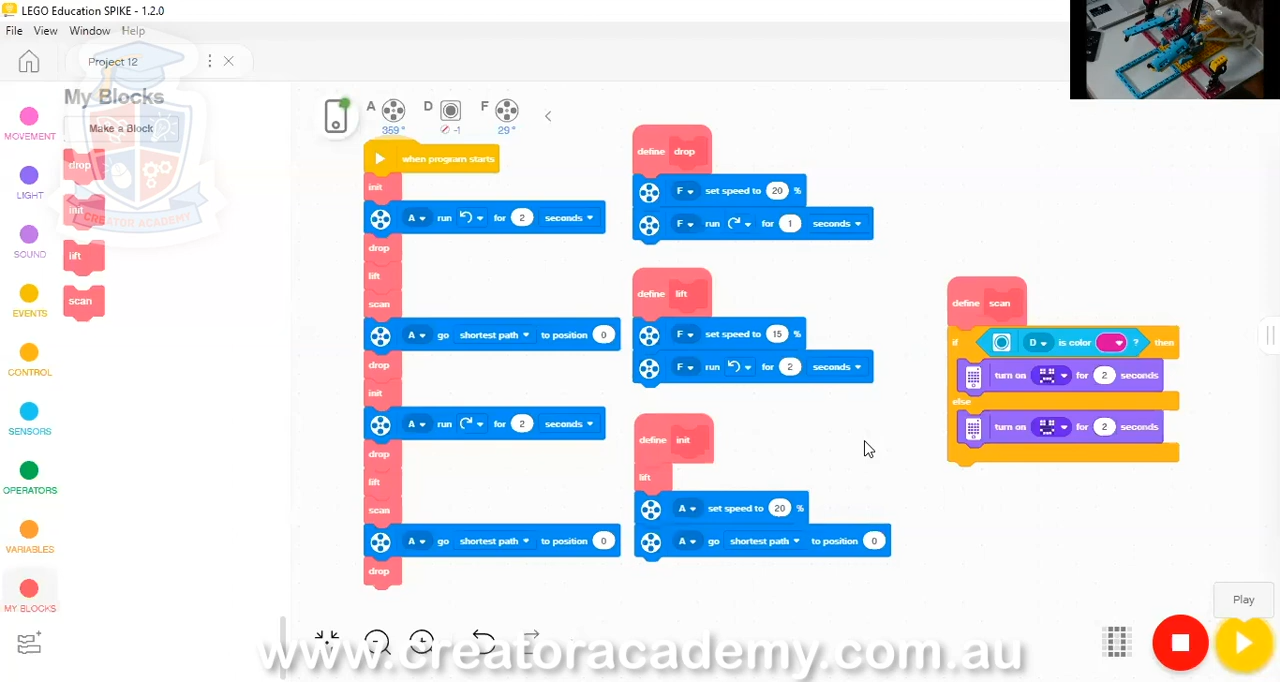 LEGO Education SPIKE - 1.2.0
File View Window Help
Project 12
My Blocks
Make a Block
drop
init
lift
scan
CREATOR ACADEMY
MOVEMENT
LIGHT
SOUND
EVENTS
CONTROL
SENSORS
OPERATORS
VARIABLES
MY BLOCKS
A D F
359° -1 29°
when program starts
init
A run for 2 seconds
drop
lift
scan
A go shortest path to position 0
drop
init
A run for 2 seconds
drop
lift
scan
A go shortest path to position 0
drop
define drop
F set speed to 20 %
F run for 1 seconds
define lift
F set speed to 15 %
F run for 2 seconds
define init
lift
A set speed to 20 %
A go shortest path to position 0
define scan
if D is color ? then
turn on for 2 seconds
else
turn on for 2 seconds
Play
www.creatoracademy.com.au